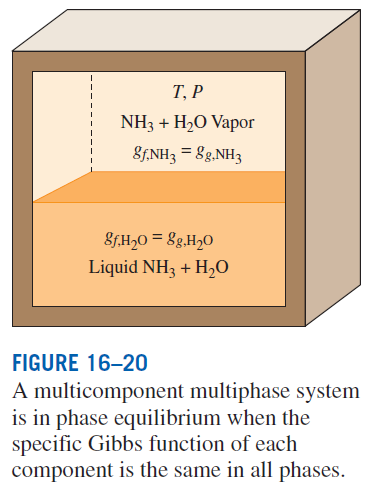 T, P
NH₃ + H₂O Vapor
g_f,NH₃ = g_g,NH₃
g_f,H₂O = g_g,H₂O
Liquid NH₃ + H₂O
FIGURE 16–20
A multicomponent multiphase system
is in phase equilibrium when the
specific Gibbs function of each
component is the same in all phases.